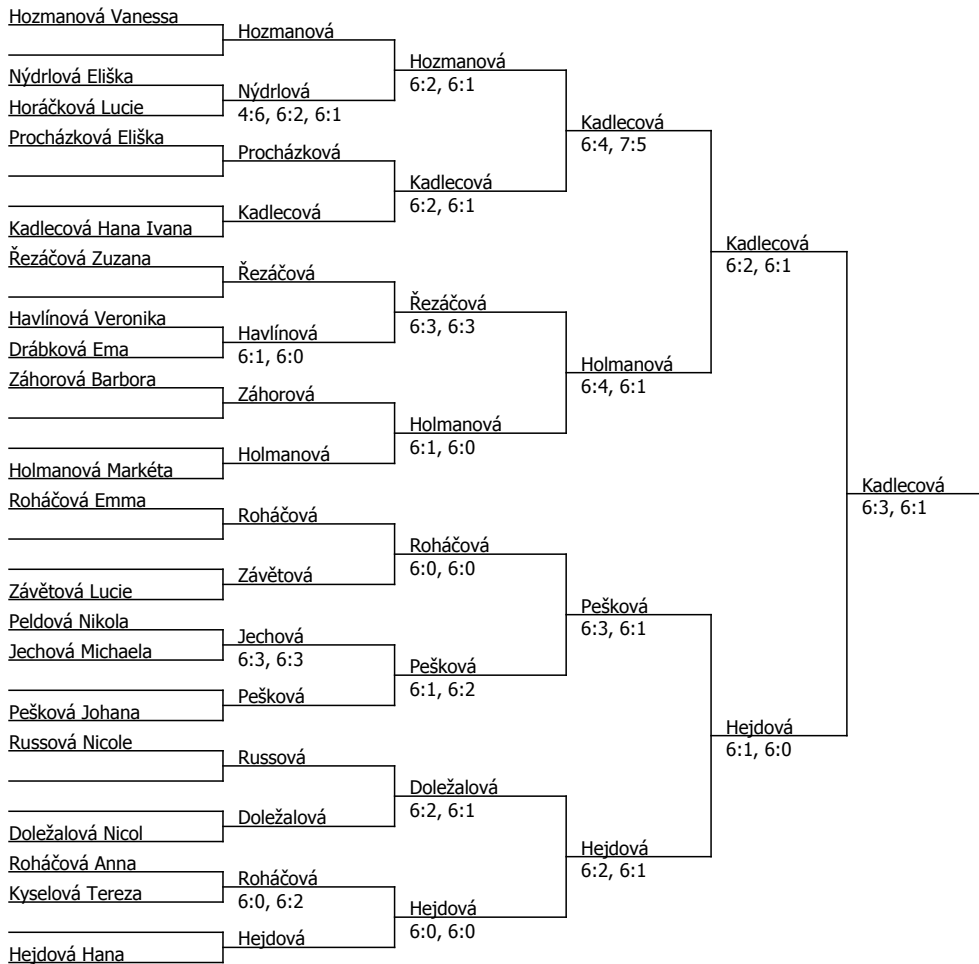 Hozmanová Vanessa
Hozmanová
Hozmanová
6:2, 6:1
Nýdrlová Eliška
Nýdrlová
4:6, 6:2, 6:1
Horáčková Lucie
Kadlecová
6:4, 7:5
Procházková Eliška
Procházková
Kadlecová
6:2, 6:1
Kadlecová
Kadlecová Hana Ivana
Kadlecová
6:2, 6:1
Řezáčová Zuzana
Řezáčová
Řezáčová
6:3, 6:3
Havlínová Veronika
Havlínová
6:1, 6:0
Drábková Ema
Holmanová
6:4, 6:1
Záhorová Barbora
Záhorová
Holmanová
6:1, 6:0
Holmanová
Holmanová Markéta
Kadlecová
6:3, 6:1
Roháčová Emma
Roháčová
Roháčová
6:0, 6:0
Závětová
Závětová Lucie
Pešková
6:3, 6:1
Peldová Nikola
Jechová
6:3, 6:3
Jechová Michaela
Pešková
6:1, 6:2
Pešková
Pešková Johana
Hejdová
6:1, 6:0
Russová Nicole
Russová
Doležalová
6:2, 6:1
Doležalová
Doležalová Nicol
Hejdová
6:2, 6:1
Roháčová Anna
Roháčová
6:0, 6:2
Kyselová Tereza
Hejdová
6:0, 6:0
Hejdová
Hejdová Hana